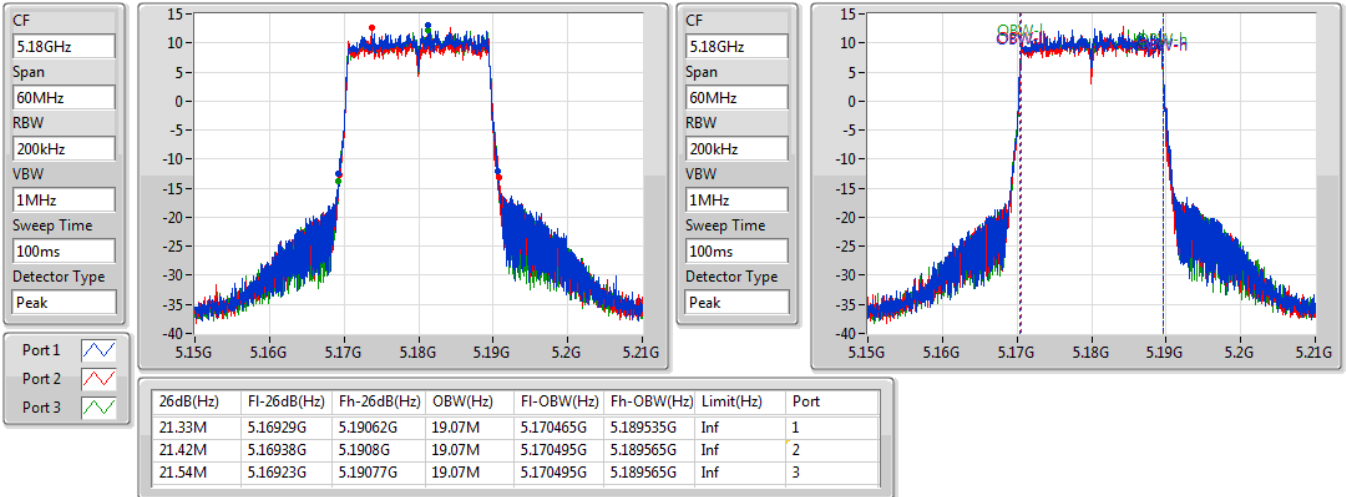 CF
5.18GHz
Span
60MHz
RBW
200kHz
VBW
1MHz
Sweep Time
100ms
Detector Type
Peak
15
10
5
0
-5
-10
-15
-20
-25
-30
-35
-40
5.15G 5.16G 5.17G 5.18G 5.19G 5.2G 5.21G
CF
5.18GHz
Span
60MHz
RBW
200kHz
VBW
1MHz
Sweep Time
100ms
Detector Type
Peak
15
10
5
0
-5
-10
-15
-20
-25
-30
-35
-40
5.15G 5.16G 5.17G 5.18G 5.19G 5.2G 5.21G
OBW-l
OBW-h
Port 1
Port 2
Port 3
26dB(Hz) Fl-26dB(Hz) Fh-26dB(Hz) OBW(Hz) Fl-OBW(Hz) Fh-OBW(Hz) Limit(Hz) Port
21.33M 5.16929G 5.19062G 19.07M 5.170465G 5.189535G Inf 1
21.42M 5.16938G 5.1908G 19.07M 5.170495G 5.189565G Inf 2
21.54M 5.16923G 5.19077G 19.07M 5.170495G 5.189565G Inf 3